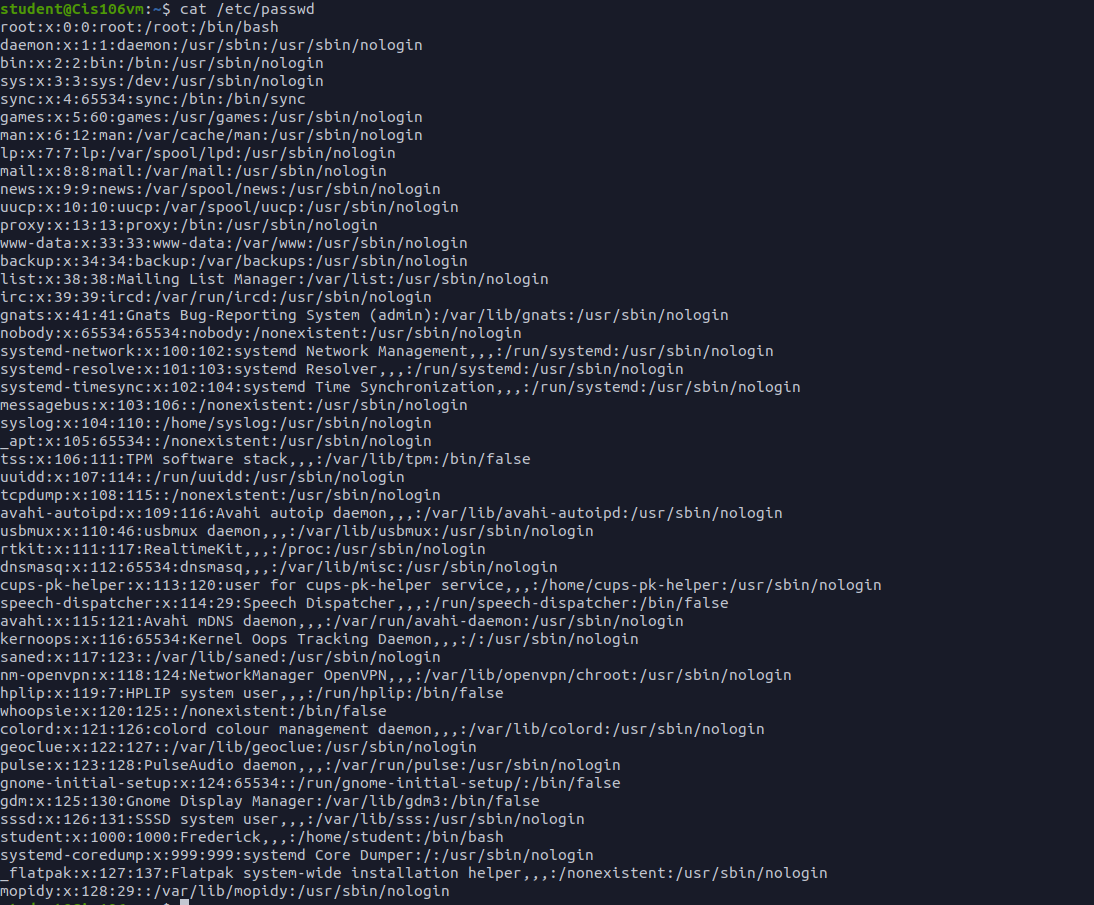 student@Cis106vm:~$ cat /etc/passwd
root:x:0:0:root:/root:/bin/bash
daemon:x:1:1:daemon:/usr/sbin:/usr/sbin/nologin
bin:x:2:2:bin:/bin:/usr/sbin/nologin
sys:x:3:3:sys:/dev:/usr/sbin/nologin
sync:x:4:65534:sync:/bin:/bin/sync
games:x:5:60:games:/usr/games:/usr/sbin/nologin
man:x:6:12:man:/var/cache/man:/usr/sbin/nologin
lp:x:7:7:lp:/var/spool/lpd:/usr/sbin/nologin
mail:x:8:8:mail:/var/mail:/usr/sbin/nologin
news:x:9:9:news:/var/spool/news:/usr/sbin/nologin
uucp:x:10:10:uucp:/var/spool/uucp:/usr/sbin/nologin
proxy:x:13:13:proxy:/bin:/usr/sbin/nologin
www-data:x:33:33:www-data:/var/www:/usr/sbin/nologin
backup:x:34:34:backup:/var/backups:/usr/sbin/nologin
list:x:38:38:Mailing List Manager:/var/list:/usr/sbin/nologin
irc:x:39:39:ircd:/var/run/ircd:/usr/sbin/nologin
gnats:x:41:41:Gnats Bug-Reporting System (admin):/var/lib/gnats:/usr/sbin/nologin
nobody:x:65534:65534:nobody:/nonexistent:/usr/sbin/nologin
systemd-network:x:100:102:systemd Network Management,,,:/run/systemd:/usr/sbin/nologin
systemd-resolve:x:101:103:systemd Resolver,,,:/run/systemd:/usr/sbin/nologin
systemd-timesync:x:102:104:systemd Time Synchronization,,,:/run/systemd:/usr/sbin/nologin
messagebus:x:103:106::/nonexistent:/usr/sbin/nologin
syslog:x:104:110::/home/syslog:/usr/sbin/nologin
_apt:x:105:65534::/nonexistent:/usr/sbin/nologin
tss:x:106:111:TPM software stack,,,:/var/lib/tpm:/bin/false
uuidd:x:107:114::/run/uuidd:/usr/sbin/nologin
tcpdump:x:108:115::/nonexistent:/usr/sbin/nologin
avahi-autoipd:x:109:116:Avahi autoip daemon,,,:/var/lib/avahi-autoipd:/usr/sbin/nologin
usbmux:x:110:46:usbmux daemon,,,:/var/lib/usbmux:/usr/sbin/nologin
rtkit:x:111:117:RealtimeKit,,,:/proc:/usr/sbin/nologin
dnsmasq:x:112:65534:dnsmasq,,,:/var/lib/misc:/usr/sbin/nologin
cups-pk-helper:x:113:120:user for cups-pk-helper service,,,:/home/cups-pk-helper:/usr/sbin/nologin
speech-dispatcher:x:114:29:Speech Dispatcher,,,:/run/speech-dispatcher:/bin/false
avahi:x:115:121:Avahi mDNS daemon,,,:/var/run/avahi-daemon:/usr/sbin/nologin
kernoops:x:116:65534:Kernel Oops Tracking Daemon,,,:/:/usr/sbin/nologin
saned:x:117:123::/var/lib/saned:/usr/sbin/nologin
nm-openvpn:x:118:124:NetworkManager OpenVPN,,,:/var/lib/openvpn/chroot:/usr/sbin/nologin
hplip:x:119:7:HPLIP system user,,,:/run/hplip:/bin/false
whoopsie:x:120:125::/nonexistent:/bin/false
colord:x:121:126:colord colour management daemon,,,:/var/lib/colord:/usr/sbin/nologin
geoclue:x:122:127::/var/lib/geoclue:/usr/sbin/nologin
pulse:x:123:128:PulseAudio daemon,,,:/var/run/pulse:/usr/sbin/nologin
gnome-initial-setup:x:124:65534::/run/gnome-initial-setup/:/bin/false
gdm:x:125:130:Gnome Display Manager:/var/lib/gdm3:/bin/false
sssd:x:126:131:SSSD system user,,,:/var/lib/sss:/usr/sbin/nologin
student:x:1000:1000:Frederick,,,:/home/student:/bin/bash
systemd-coredump:x:999:999:systemd Core Dumper:/:/usr/sbin/nologin
_flatpak:x:127:137:Flatpak system-wide installation helper,,,:/nonexistent:/usr/sbin/nologin
mopidy:x:128:29::/var/lib/mopidy:/usr/sbin/nologin